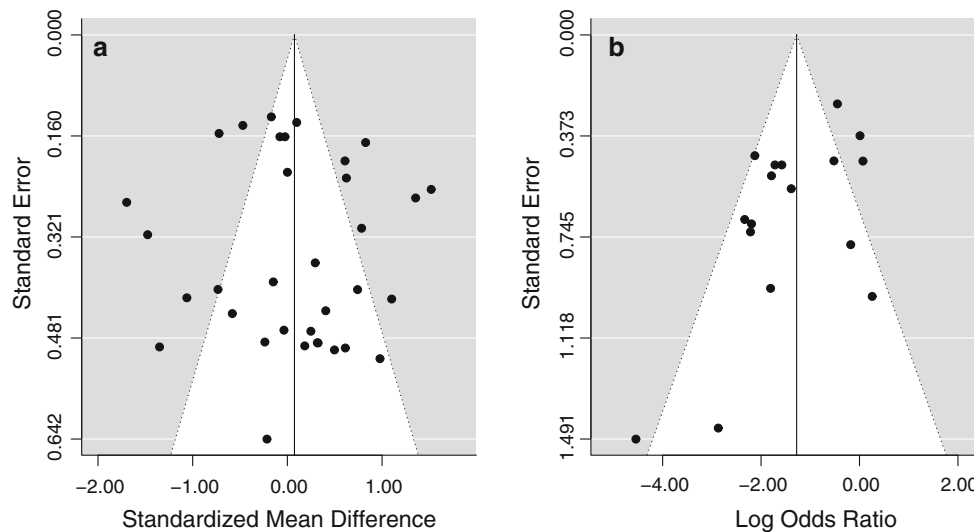 a
0.000
0.160
0.321
0.481
0.642
Standard Error
−2.00 −1.00 0.00 1.00
Standardized Mean Difference
b
0.000
0.373
0.745
1.118
1.491
Standard Error
−4.00 −2.00 0.00 2.00
Log Odds Ratio